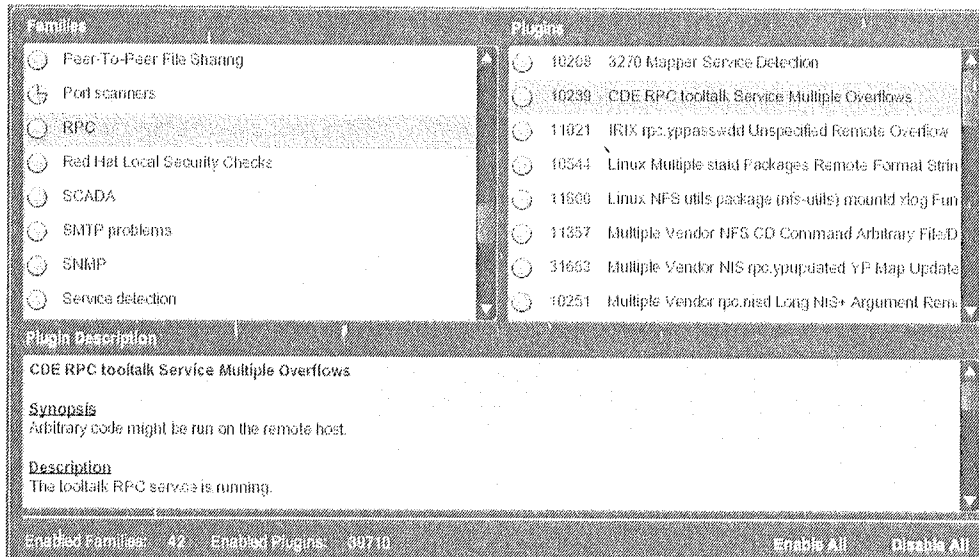 Families
Peer-To-Peer File Sharing
Port scanners
RPC
Red Hat Local Security Checks
SCADA
SMTP problems
SNMP
Service detection
Plugins
10208 3270 Mapper Service Detection
10239 CDE RPC tooltalk Service Multiple Overflows
11021 IRIX rpc.yppasswdd Unspecified Remote Overflow
10544 Linux Multiple statd Packages Remote Format Strin
11800 Linux NFS utils package (nfs-utils) mountd xlog Fun
11357 Multiple Vendor NFS CD Command Arbitrary File/D
31683 Multiple Vendor NIS rpc.ypupdated YP Map Update
10251 Multiple Vendor rpc.nisd Long NIS+ Argument Rem
Plugin Description
CDE RPC tooltalk Service Multiple Overflows
Synopsis
Arbitrary code might be run on the remote host.
Description
The tooltalk RPC service is running.
Enabled Families: 42 Enabled Plugins: 39710 Enable All Disable All